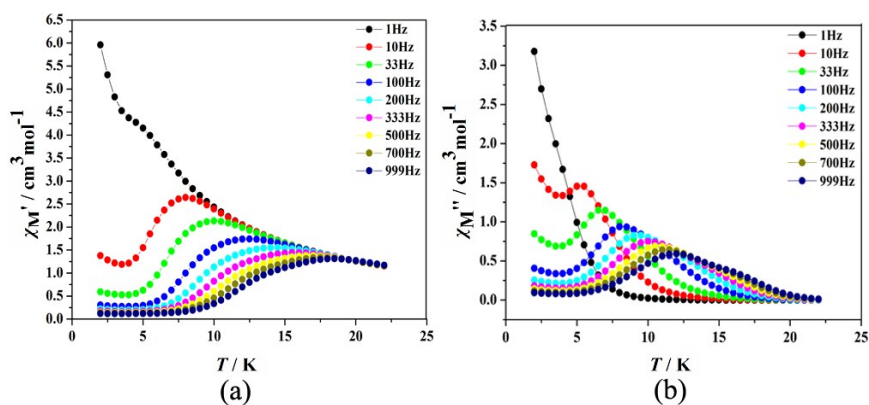 6.5
6.0
5.5
5.0
4.5
4.0
3.5
3.0
2.5
2.0
1.5
1.0
0.5
0.0
χM' / cm³ mol⁻¹
0 5 10 15 20 25
T / K
1Hz
10Hz
33Hz
100Hz
200Hz
333Hz
500Hz
700Hz
999Hz
(a)
3.5
3.0
2.5
2.0
1.5
1.0
0.5
0.0
χM'' / cm³ mol⁻¹
0 5 10 15 20 25
T / K
1Hz
10Hz
33Hz
100Hz
200Hz
333Hz
500Hz
700Hz
999Hz
(b)